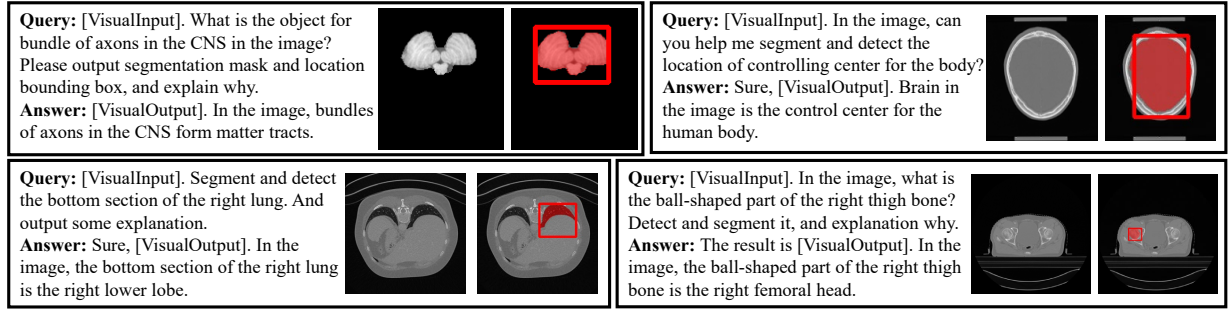 Query: [VisualInput]. What is the object for
bundle of axons in the CNS in the image?
Please output segmentation mask and location
bounding box, and explain why.
Answer: [VisualOutput]. In the image, bundles
of axons in the CNS form matter tracts.
Query: [VisualInput]. In the image, can
you help me segment and detect the
location of controlling center for the body?
Answer: Sure, [VisualOutput]. Brain in
the image is the control center for the
human body.
Query: [VisualInput]. Segment and detect
the bottom section of the right lung. And
output some explanation.
Answer: Sure, [VisualOutput]. In the
image, the bottom section of the right lung
is the right lower lobe.
Query: [VisualInput]. In the image, what is
the ball-shaped part of the right thigh bone?
Detect and segment it, and explanation why.
Answer: The result is [VisualOutput]. In the
image, the ball-shaped part of the right thigh
bone is the right femoral head.